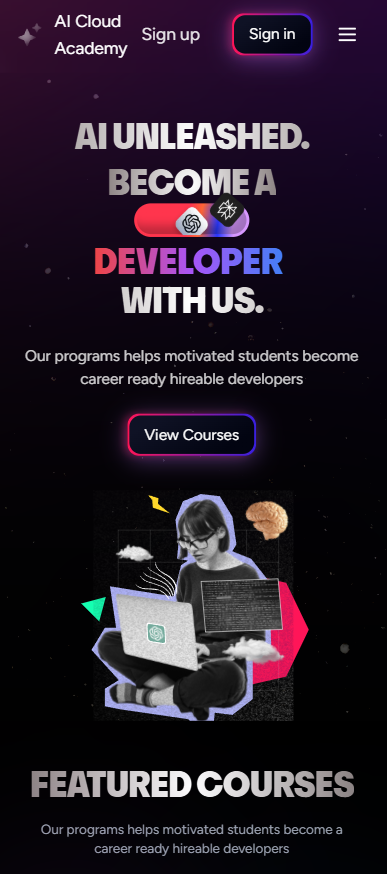 AI Cloud
Academy
Sign up
Sign in
AI UNLEASHED.
BECOME A
DEVELOPER
WITH US.
Our programs helps motivated students become
career ready hireable developers
View Courses
FEATURED COURSES
Our programs helps motivated students become a
career ready hireable developers